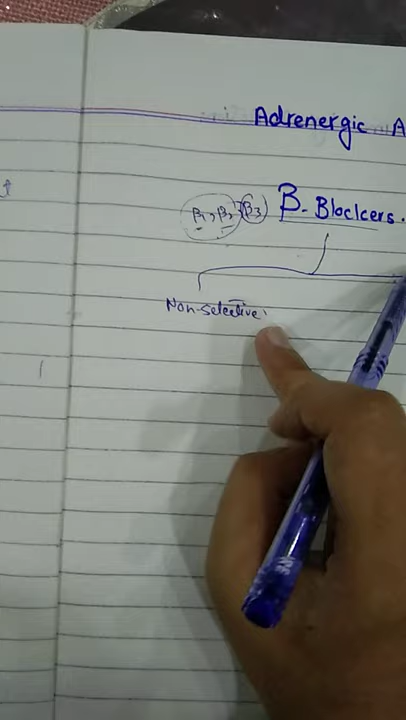 Adrenergic A
β1, β2, β3 β-Blockers.
Non-selective